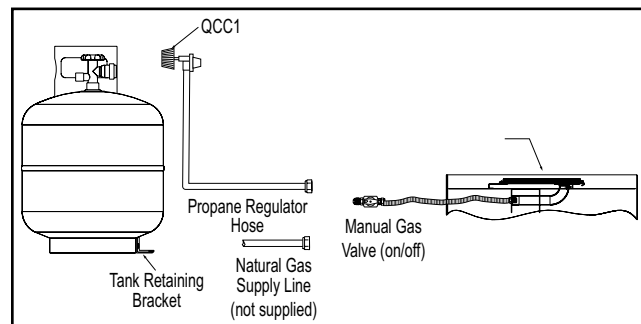 QCC1
Propane Regulator
Hose
Manual Gas
Valve (on/off)
Tank Retaining
Bracket
Natural Gas
Supply Line
(not supplied)